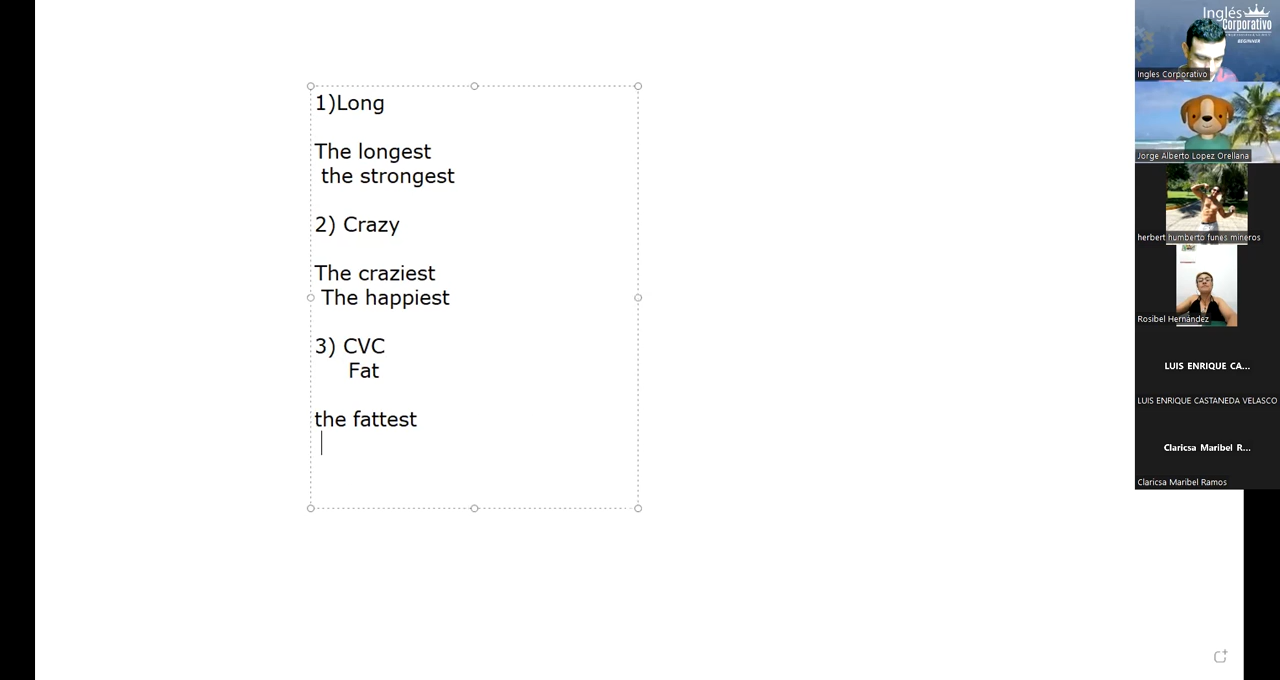 1)Long
The longest
the strongest
2) Crazy
The craziest
The happiest
3) CVC
Fat
the fattest
Inglés
Corporativo
BEGINNER
Ingles Corporativo
Jorge Alberto Lopez Orellana
herbert humberto funes mineros
Rosibel Hernández
LUIS ENRIQUE CA...
LUIS ENRIQUE CASTANEDA VELASCO
Claricsa Maribel R...
Claricsa Maribel Ramos